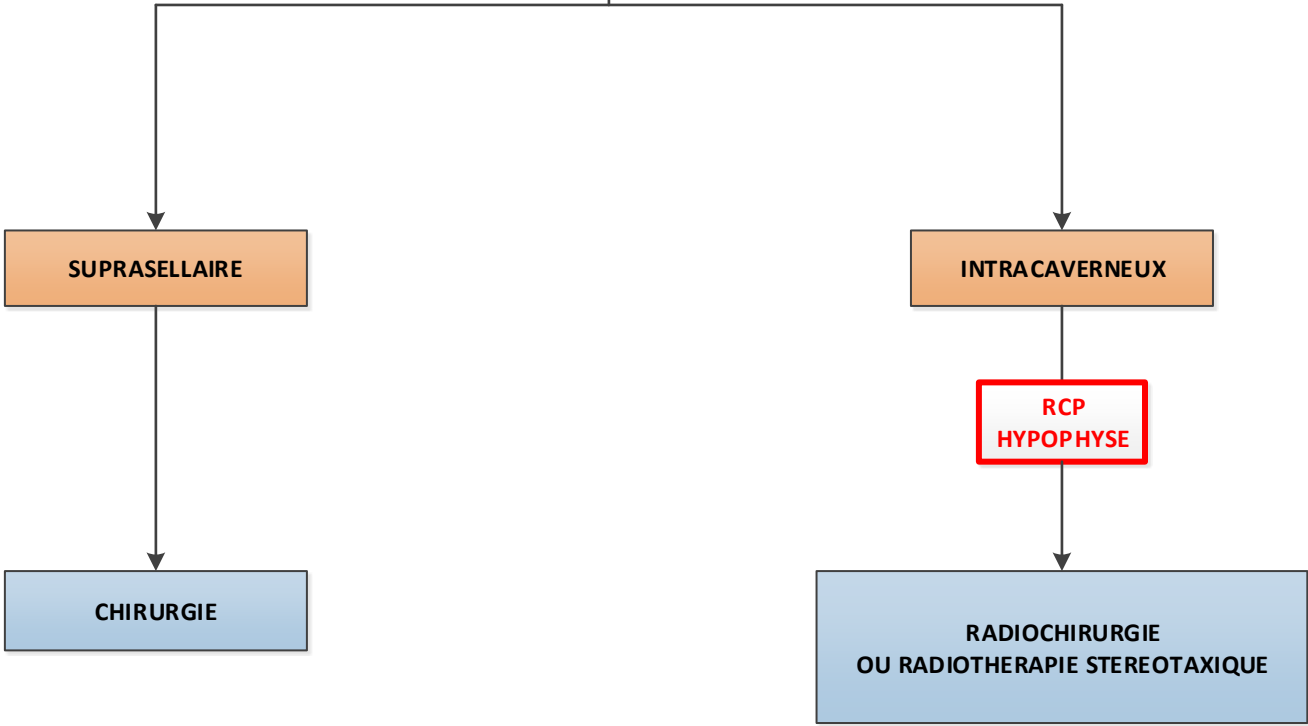 SUPRASELLAIRE
INTRACAVERNEUX
RCP
HYPOPHYSE
CHIRURGIE
RADIOCHIRURGIE
OU RADIOTHERAPIE STEREOTAXIQUE